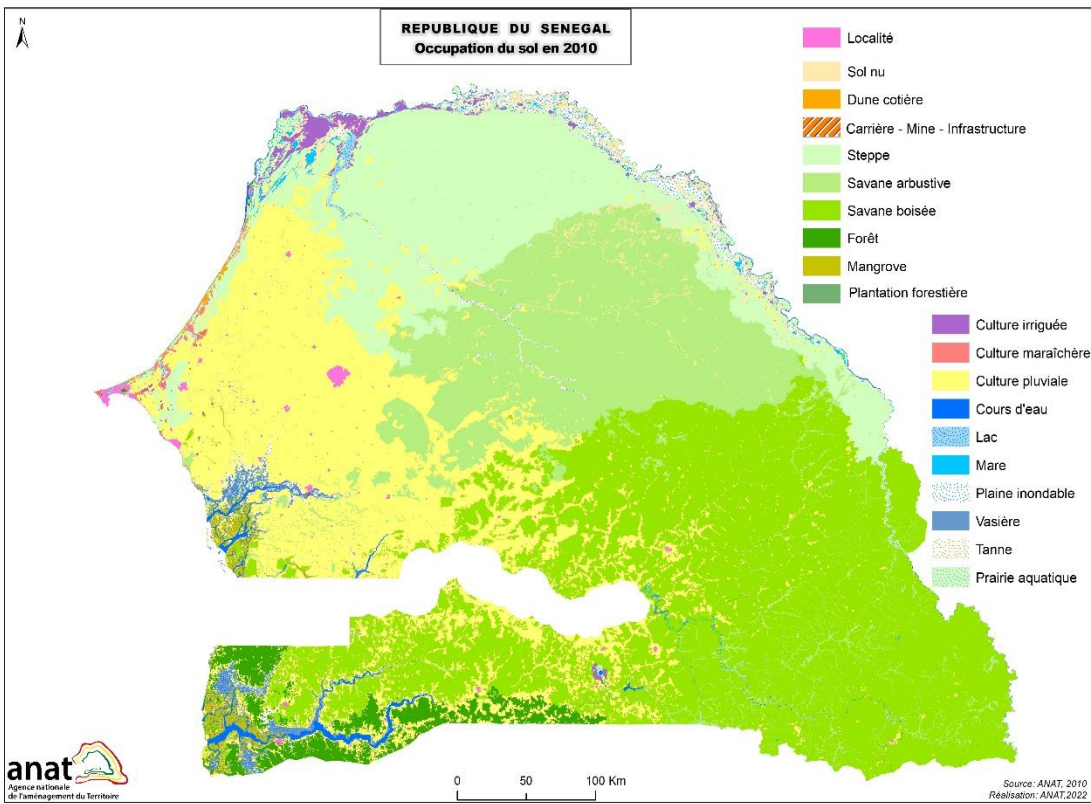 N
REPUBLIQUE DU SENEGAL
Occupation du sol en 2010
Localité
Sol nu
Dune cotière
Carrière - Mine - Infrastructure
Steppe
Savane arbustive
Savane boisée
Forêt
Mangrove
Plantation forestière
Culture irriguée
Culture maraîchère
Culture pluviale
Cours d'eau
Lac
Mare
Plaine inondable
Vasière
Tanne
Prairie aquatique
anat
Agence nationale
de l'aménagement du Territoire
0 50 100 Km
Source: ANAT, 2010
Réalisation: ANAT,2022